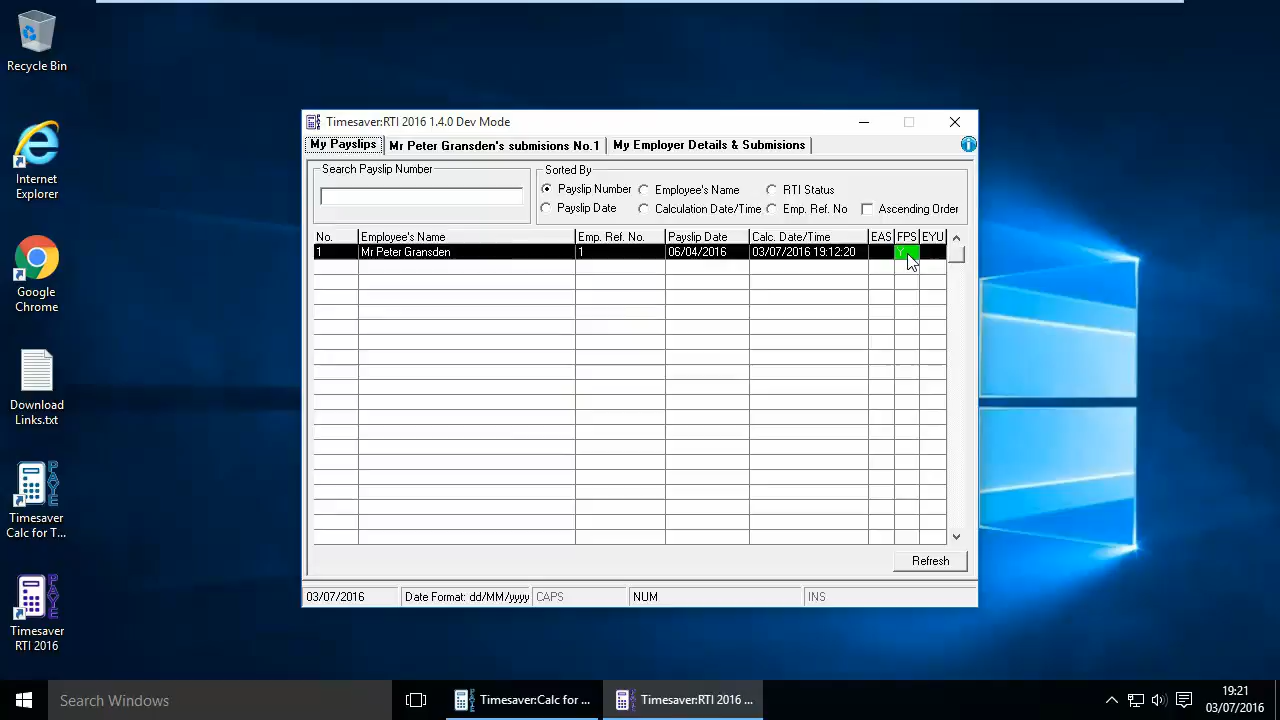 Recycle Bin
Internet
Explorer
Google
Chrome
Download
Links.txt
Timesaver
Calc for T...
Timesaver
RTI 2016
Timesaver:RTI 2016 1.4.0 Dev Mode
My Payslips
Mr Peter Gransden's submisions No.1
My Employer Details & Submisions
Search Payslip Number
Sorted By
Payslip Number
Employee's Name
RTI Status
Payslip Date
Calculation Date/Time
Emp. Ref. No
Ascending Order
No. Employee's Name Emp. Ref. No. Payslip Date Calc. Date/Time EAS FPS EYU
1 Mr Peter Gransden 1 06/04/2016 03/07/2016 19:12:20 Y
Refresh
03/07/2016 Date Format: dd/MM/yyyy CAPS NUM INS
Search Windows
Timesaver:Calc for ...
Timesaver:RTI 2016 ...
19:21
03/07/2016